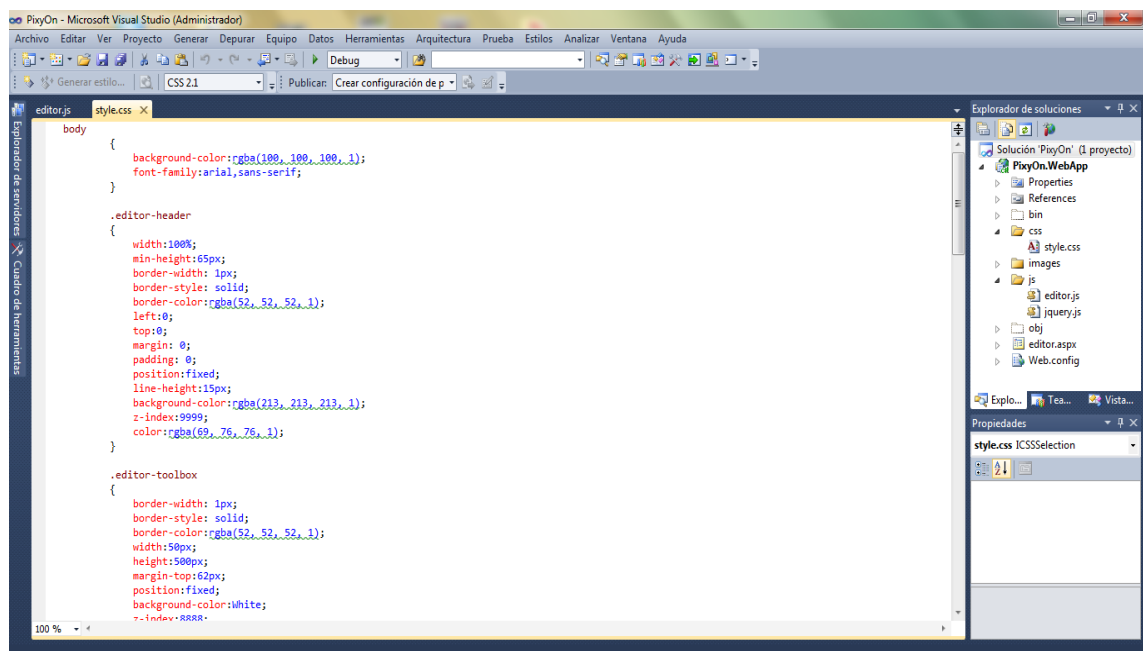 PixyOn - Microsoft Visual Studio (Administrador)
Archivo Editar Ver Proyecto Generar Depurar Equipo Datos Herramientas Arquitectura Prueba Estilos Analizar Ventana Ayuda
Debug
Generar estilo... CSS 2.1 Publicar: Crear configuración de p
Explorador de servidores
Cuadro de herramientas
editor.js style.css
body
{
background-color:rgba(100, 100, 100, 1);
font-family:arial,sans-serif;
}
.editor-header
{
width:100%;
min-height:65px;
border-width: 1px;
border-style: solid;
border-color:rgba(52, 52, 52, 1);
left:0;
top:0;
margin: 0;
padding: 0;
position:fixed;
line-height:15px;
background-color:rgba(213, 213, 213, 1);
z-index:9999;
color:rgba(69, 76, 76, 1);
}
.editor-toolbox
{
border-width: 1px;
border-style: solid;
border-color:rgba(52, 52, 52, 1);
width:50px;
height:500px;
margin-top:62px;
position:fixed;
background-color:White;
z-index:8888;
100 %
Explorador de soluciones
Solución 'PixyOn' (1 proyecto)
PixyOn.WebApp
Properties
References
bin
css
style.css
images
js
editor.js
jquery.js
obj
editor.aspx
Web.config
Explo... Tea... Vista...
Propiedades
style.css ICSSSelection